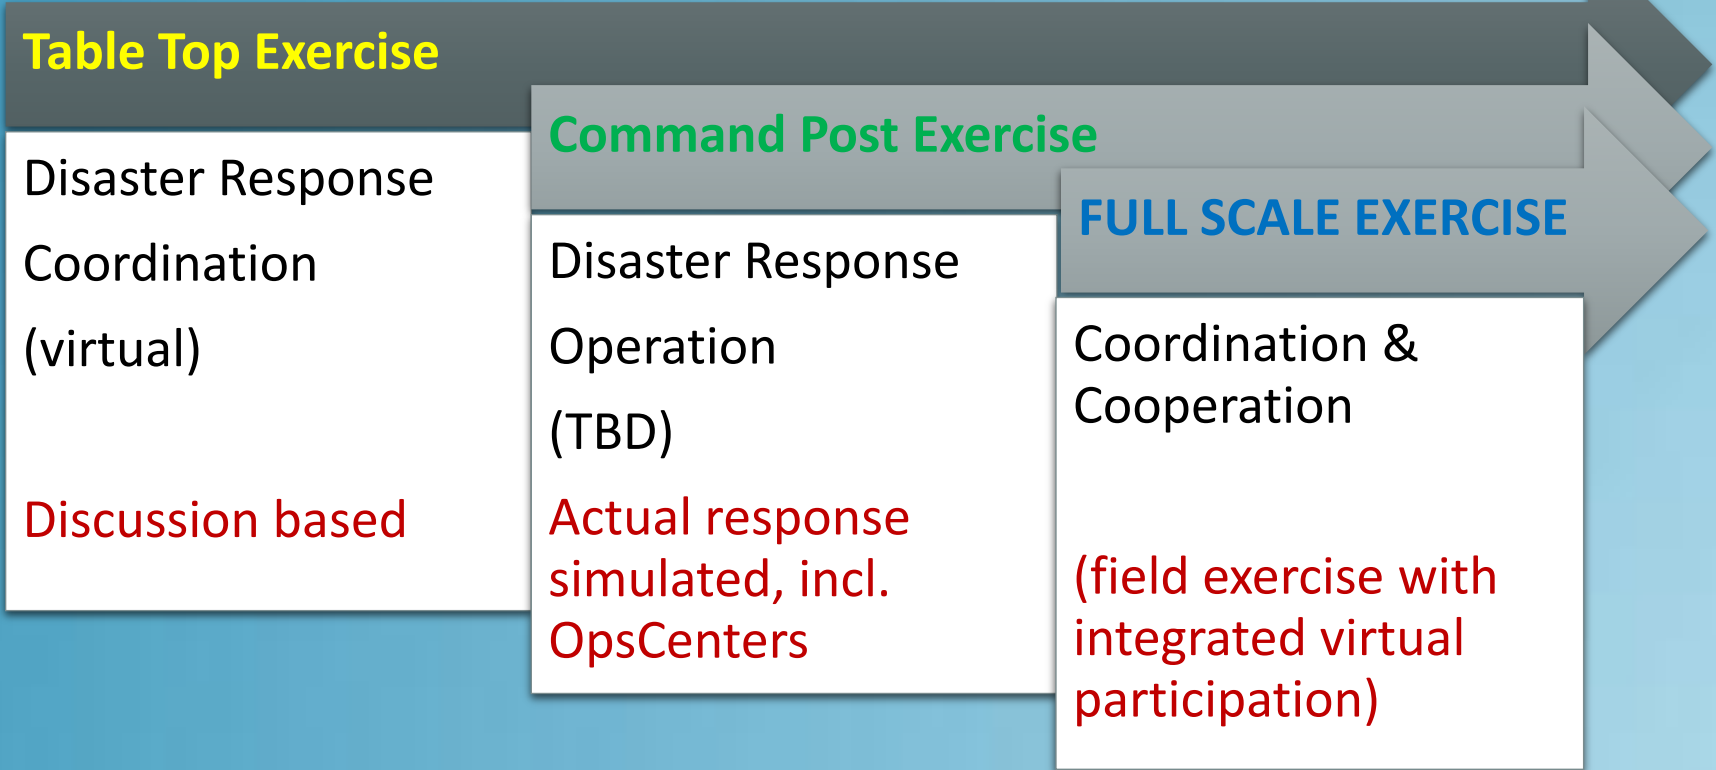 Table Top Exercise
Disaster Response
Coordination
(virtual)
Discussion based
Command Post Exercise
Disaster Response
Operation
(TBD)
Actual response
simulated, incl.
OpsCenters
FULL SCALE EXERCISE
Coordination &
Cooperation
(field exercise with
integrated virtual
participation)